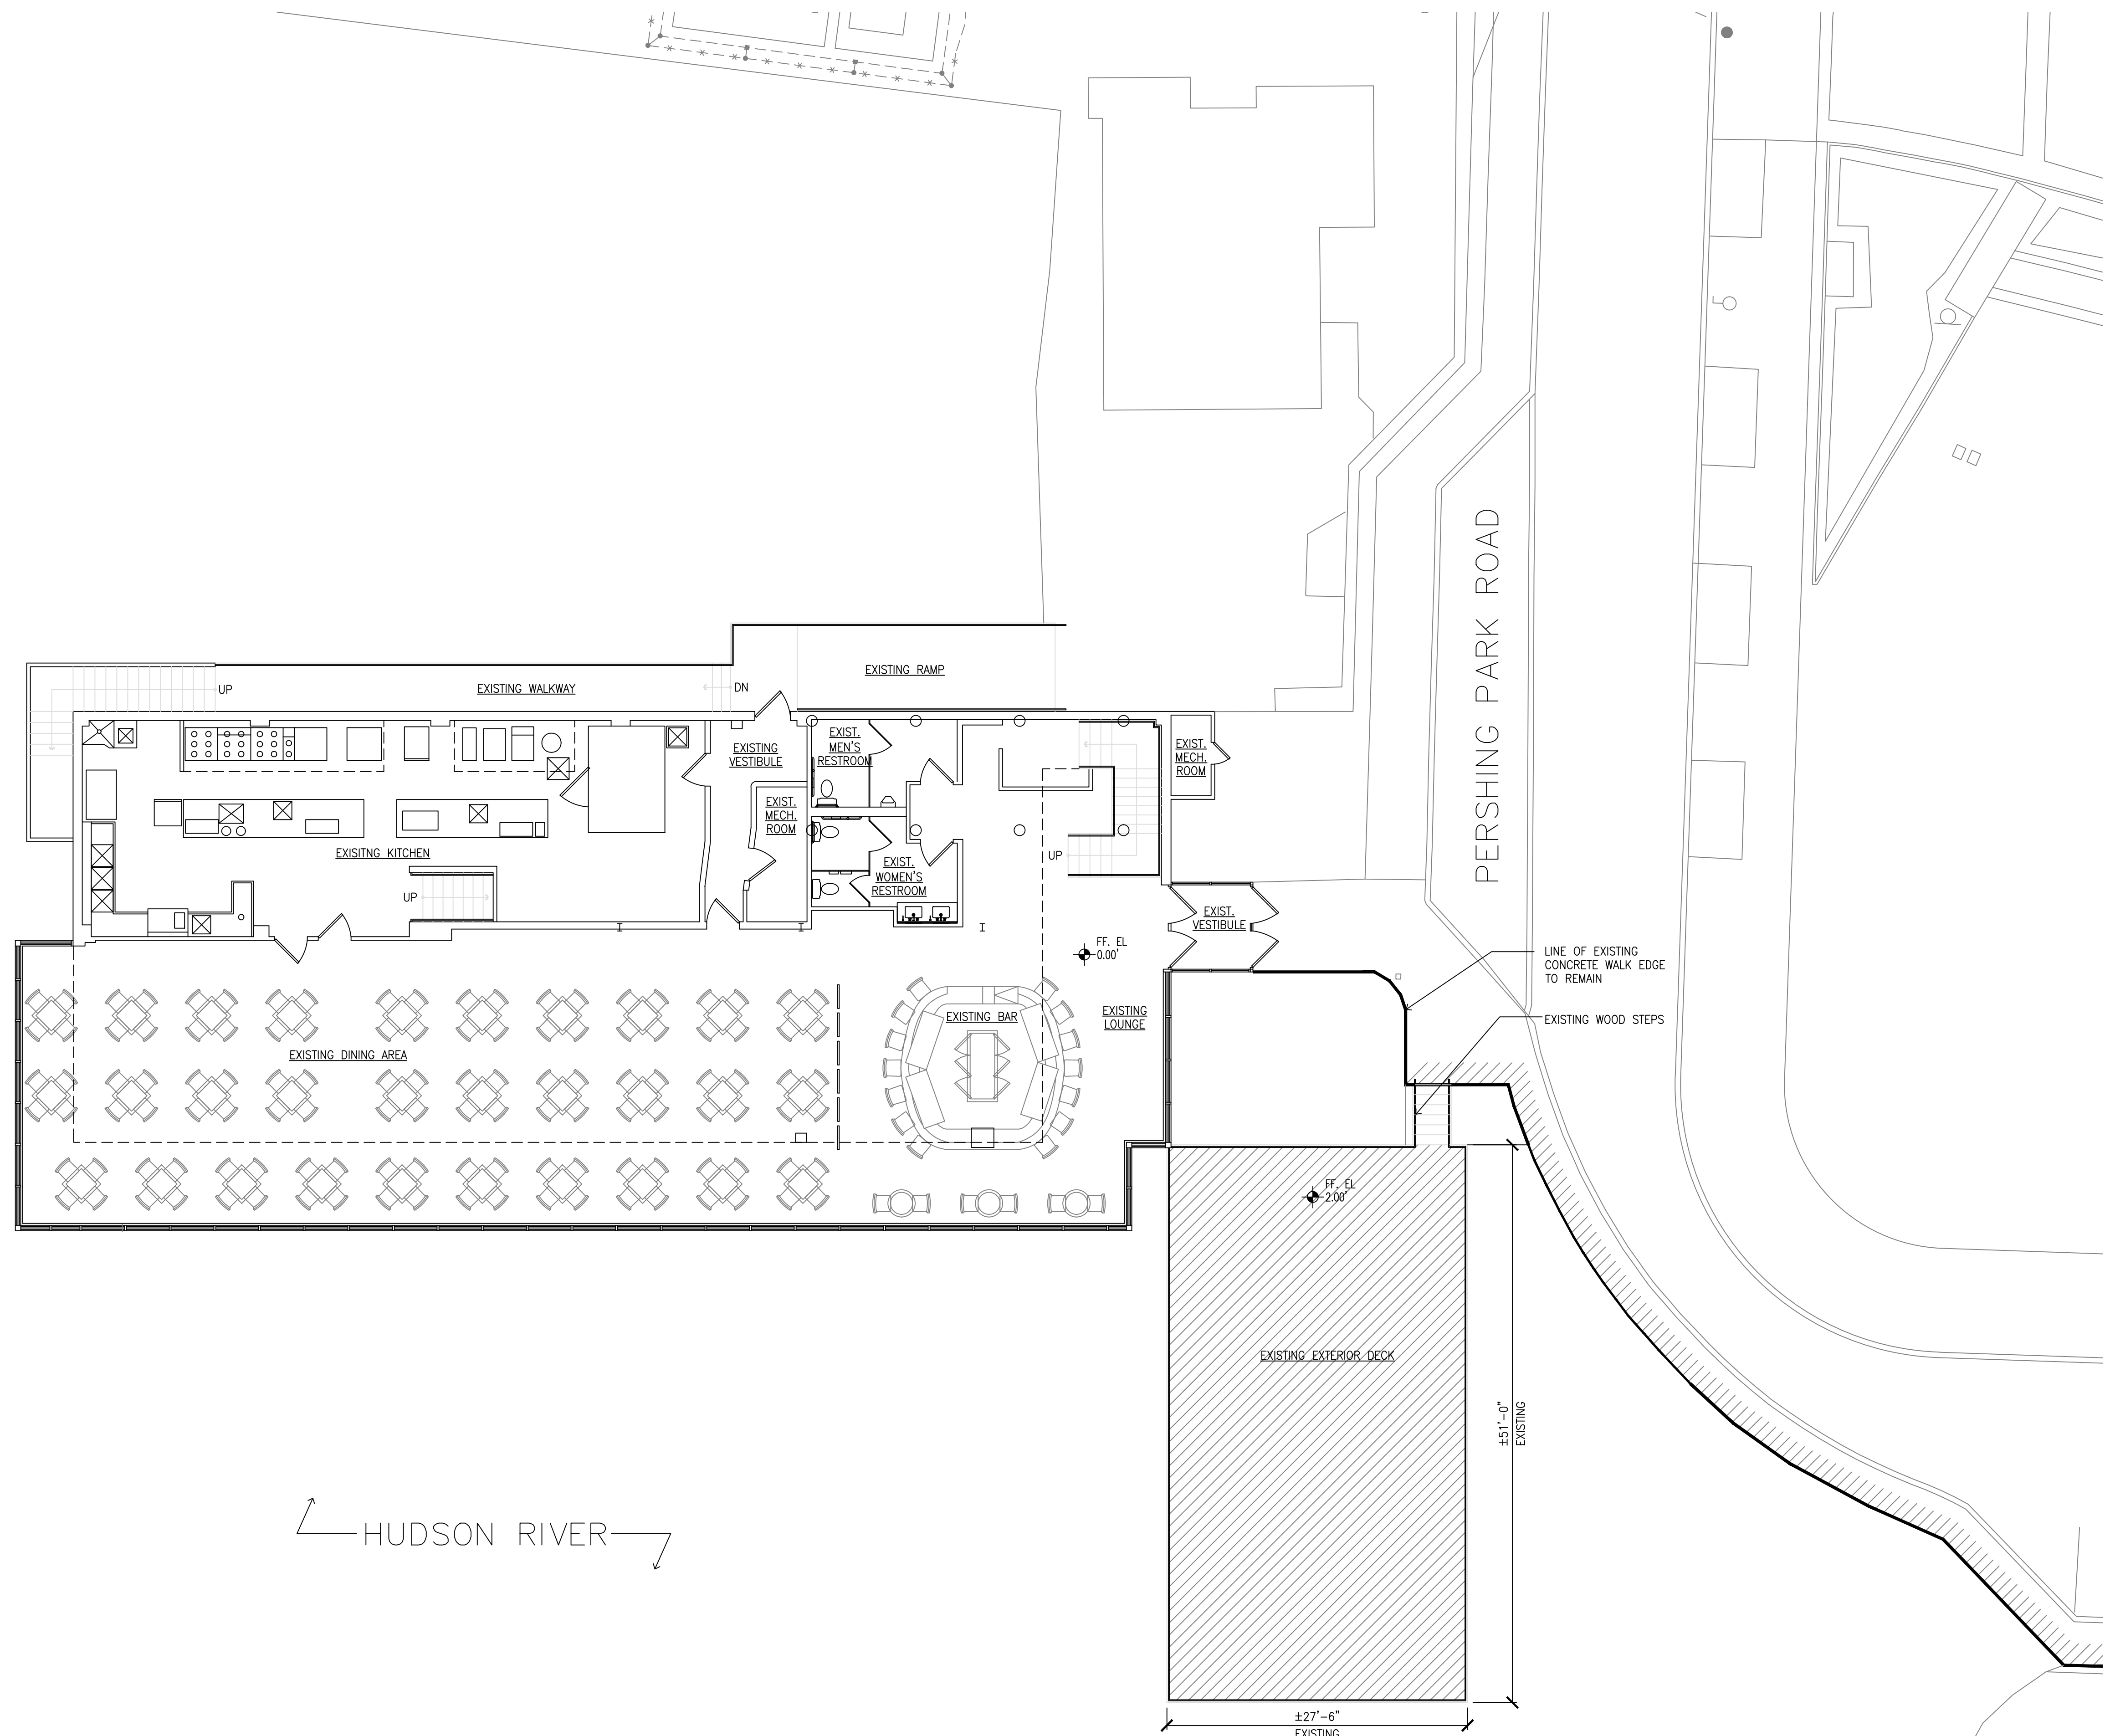 PERSHING PARK ROAD
EXISTING RAMP
UP
EXISTING WALKWAY
DN
EXISTING
VESTIBULE
EXIST.
MEN'S
RESTROOM
EXIST.
MECH.
ROOM
EXIST.
MECH.
ROOM
EXISITNG KITCHEN
UP
EXIST.
WOMEN'S
RESTROOM
UP
EXIST.
VESTIBULE
FF. EL
0.00'
LINE OF EXISTING
CONCRETE WALK EDGE
TO REMAIN
EXISTING BAR
EXISTING
LOUNGE
EXISTING WOOD STEPS
EXISTING DINING AREA
FF. EL
2.00'
EXISTING EXTERIOR DECK
±51'-0"
EXISTING
HUDSON RIVER
±27'-6"
EXISTING